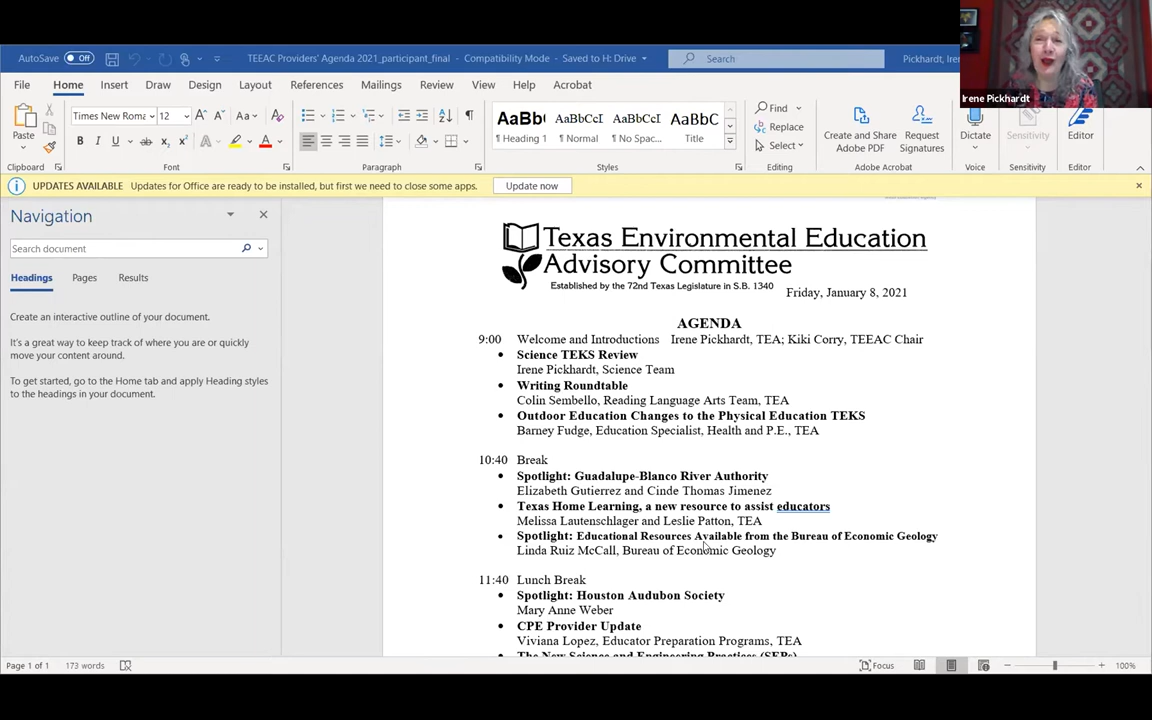 AutoSave Off TEEAC Providers' Agenda 2021_participant_final - Compatibility Mode - Saved to H: Drive Search Pickhardt, Irene
Irene Pickhardt
File Home Insert Draw Design Layout References Mailings Review View Help Acrobat
Paste
Clipboard
Times New Roma 12
Aa
B I U ab x₂ x² A A
Font
Paragraph
AaBb( AaBbCcI AaBbCcI AaBbC
¶ Heading 1 ¶ Normal ¶ No Spac... Title
Styles
Find
Replace
Select
Editing
Create and Share Adobe PDF
Request Signatures
Adobe Acrobat
Dictate
Voice
Sensitivity
Sensitivity
Editor
Editor
UPDATES AVAILABLE Updates for Office are ready to be installed, but first we need to close some apps. Update now
Navigation
Search document
Headings Pages Results
Create an interactive outline of your document.
It's a great way to keep track of where you are or quickly
move your content around.
To get started, go to the Home tab and apply Heading styles
to the headings in your document.
Texas Environmental Education
Advisory Committee
Established by the 72nd Texas Legislature in S.B. 1340
Friday, January 8, 2021
AGENDA
9:00 Welcome and Introductions Irene Pickhardt, TEA; Kiki Corry, TEEAC Chair
• Science TEKS Review
Irene Pickhardt, Science Team
• Writing Roundtable
Colin Sembello, Reading Language Arts Team, TEA
• Outdoor Education Changes to the Physical Education TEKS
Barney Fudge, Education Specialist, Health and P.E., TEA
10:40 Break
• Spotlight: Guadalupe-Blanco River Authority
Elizabeth Gutierrez and Cinde Thomas Jimenez
• Texas Home Learning, a new resource to assist educators
Melissa Lautenschlager and Leslie Patton, TEA
• Spotlight: Educational Resources Available from the Bureau of Economic Geology
Linda Ruiz McCall, Bureau of Economic Geology
11:40 Lunch Break
• Spotlight: Houston Audubon Society
Mary Anne Weber
• CPE Provider Update
Viviana Lopez, Educator Preparation Programs, TEA
• The New Science and Engineering Practices (SEPs)
Page 1 of 1 173 words Focus 100%